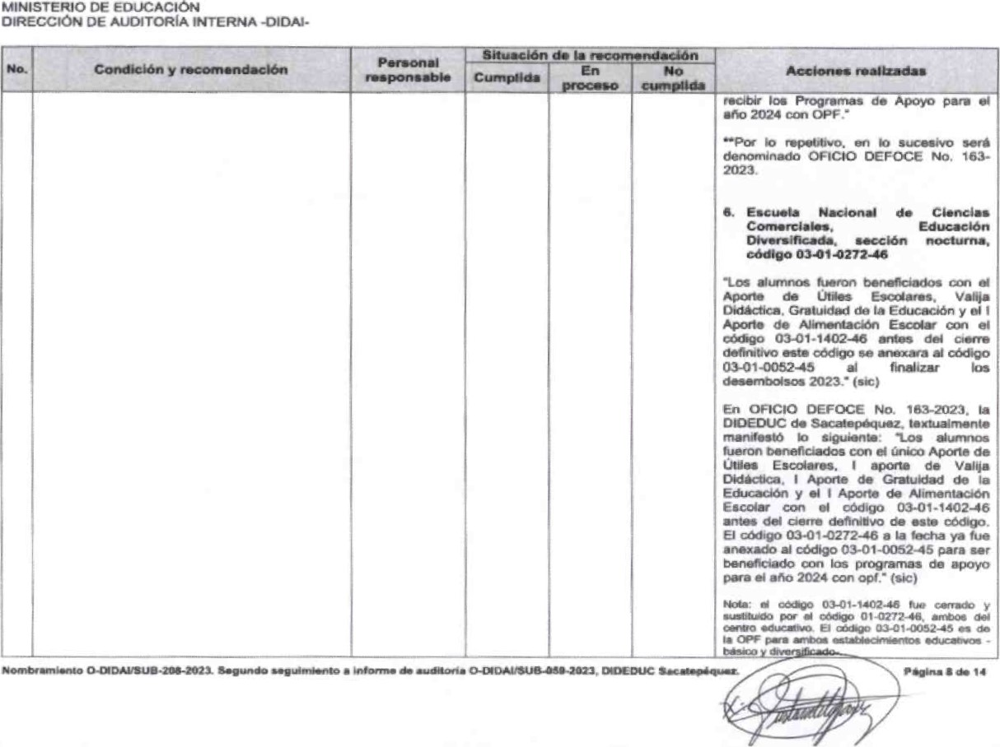 MINISTERIO DE EDUCACIÓN
DIRECCIÓN DE AUDITORÍA INTERNA -DIDAI-
No.
Condición y recomendación
Personal
responsable
Situación de la recomendación
Cumplida
En
proceso
No
cumplida
Acciones realizadas
recibir los Programas de Apoyo para el
año 2024 con OPF."
**Por lo repetitivo, en lo sucesivo será
denominado OFICIO DEFOCE No. 163-
2023.
6. Escuela Nacional de Ciencias
Comerciales, Educación
Diversificada, sección nocturna,
código 03-01-0272-46
"Los alumnos fueron beneficiados con el
Aporte de Útiles Escolares, Valija
Didáctica, Gratuidad de la Educación y el I
Aporte de Alimentación Escolar con el
código 03-01-1402-46 antes del cierre
definitivo este código se anexara al código
03-01-0052-45 al finalizar los
desembolsos 2023." (sic)
En OFICIO DEFOCE No. 163-2023, la
DIDEDUC de Sacatepéquez, textualmente
manifestó lo siguiente: "Los alumnos
fueron beneficiados con el único Aporte de
Útiles Escolares, I aporte de Valija
Didáctica, I Aporte de Gratuidad de la
Educación y el I Aporte de Alimentación
Escolar con el código 03-01-1402-46
antes del cierre definitivo de este código.
El código 03-01-0272-46 a la fecha ya fue
anexado al código 03-01-0052-45 para ser
beneficiado con los programas de apoyo
para el año 2024 con opf." (sic)
Nota: el código 03-01-1402-46 fue cerrado y
sustituido por el código 01-0272-46, ambos del
centro educativo. El código 03-01-0052-45 es de
la OPF para ambos establecimientos educativos -
básico y diversificado-.
Nombramiento O-DIDAI/SUB-208-2023. Segundo seguimiento a informe de auditoría O-DIDAI/SUB-059-2023, DIDEDUC Sacatepéquez.
Página 8 de 14